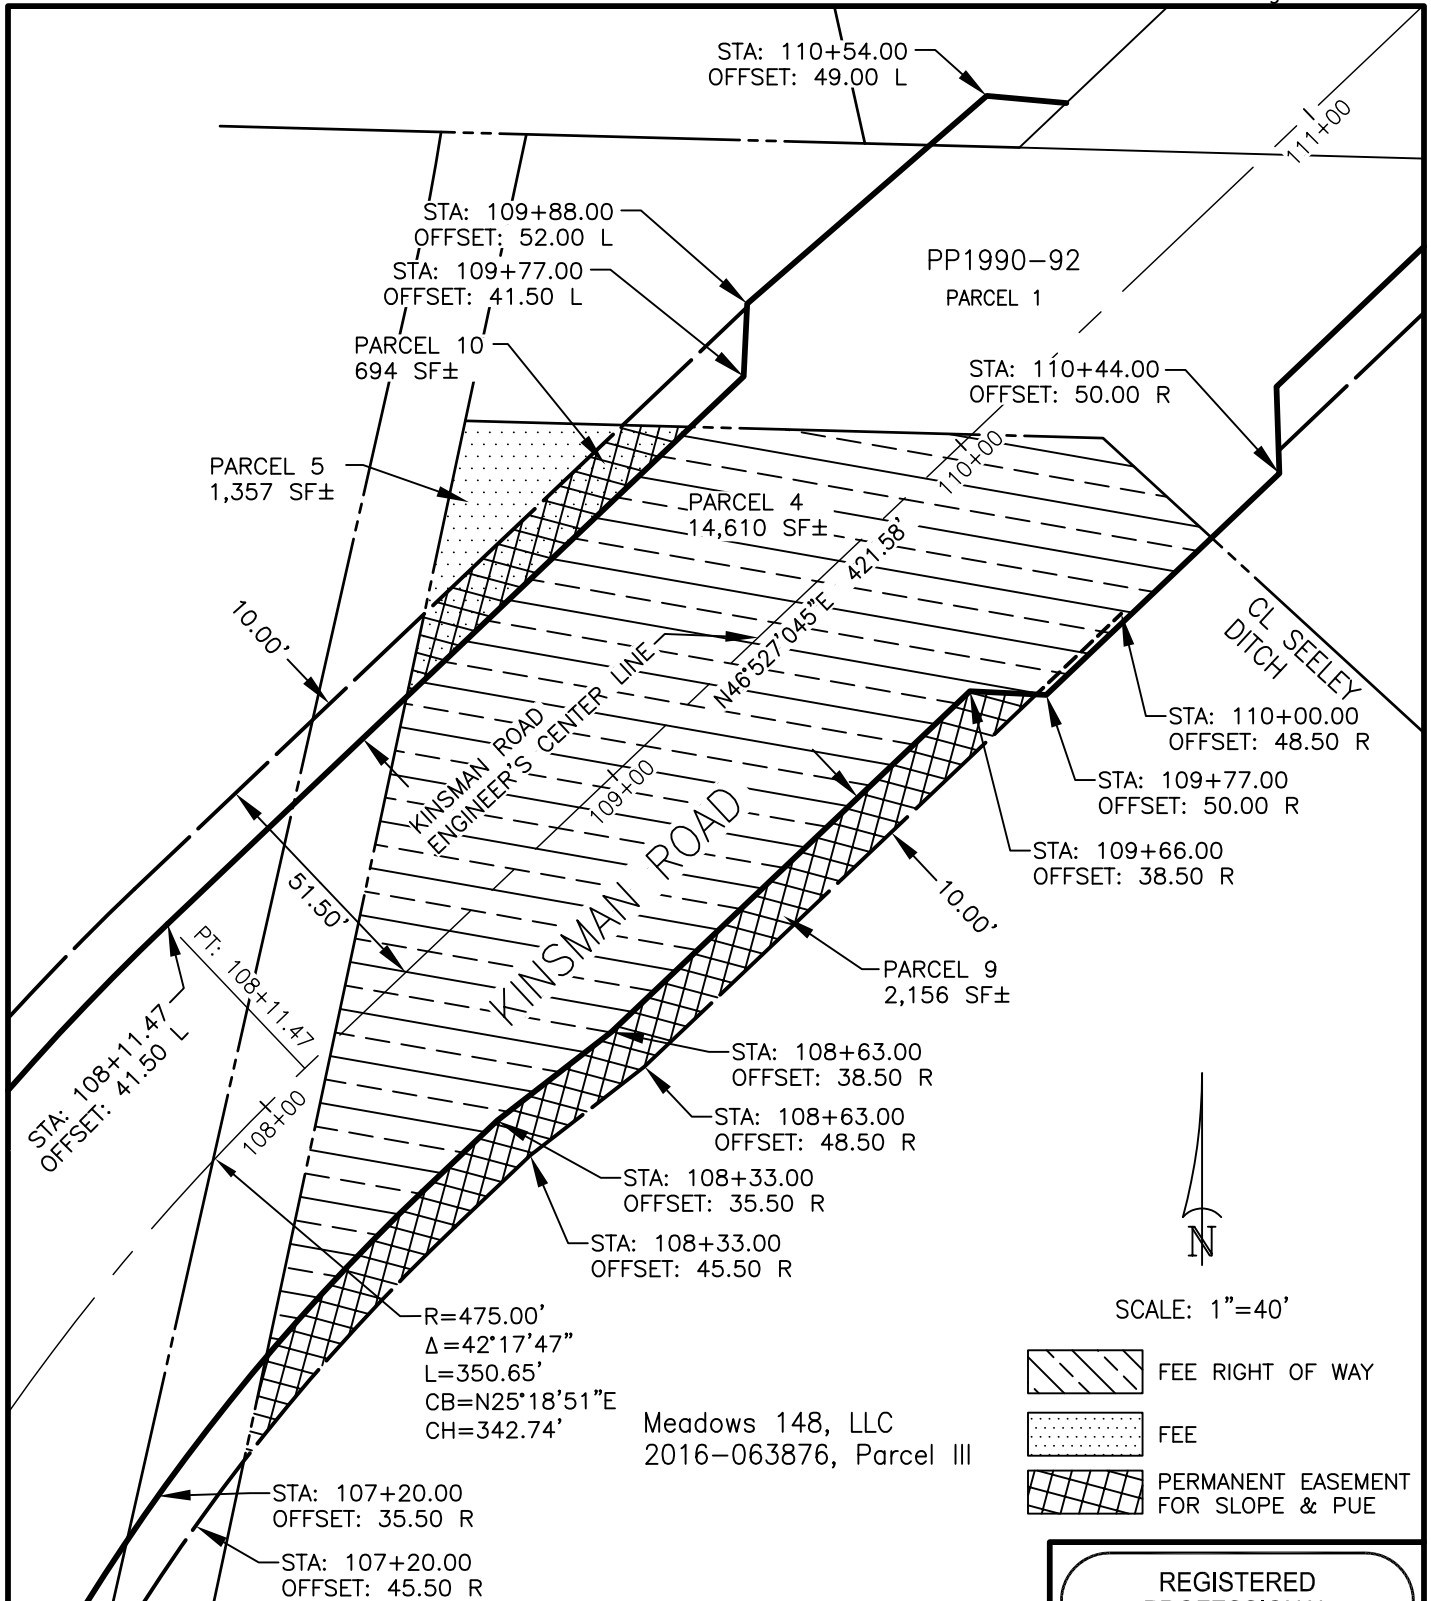 STA: 110+54.00
OFFSET: 49.00 L
111+00
STA: 109+88.00
OFFSET: 52.00 L
STA: 109+77.00
OFFSET: 41.50 L
PP1990-92
PARCEL 1
PARCEL 10
694 SF±
STA: 110+44.00
OFFSET: 50.00 R
PARCEL 5
1,357 SF±
110+00
PARCEL 4
14,610 SF±
N46°527'045"E 421.58'
10.00'
CL SEELEY
DITCH
KINSMAN ROAD
ENGINEER'S CENTER LINE
STA: 110+00.00
OFFSET: 48.50 R
109+00
STA: 109+77.00
OFFSET: 50.00 R
KINSMAN ROAD
STA: 109+66.00
OFFSET: 38.50 R
51.50'
10.00'
PT: 108+11.47
PARCEL 9
2,156 SF±
STA: 108+11.47
OFFSET: 41.50 L
108+00
STA: 108+63.00
OFFSET: 38.50 R
STA: 108+63.00
OFFSET: 48.50 R
STA: 108+33.00
OFFSET: 35.50 R
STA: 108+33.00
OFFSET: 45.50 R
N
SCALE: 1"=40'
R=475.00'
Δ=42°17'47"
L=350.65'
CB=N25°18'51"E
CH=342.74'
FEE RIGHT OF WAY
Meadows 148, LLC
2016-063876, Parcel III
FEE
PERMANENT EASEMENT
FOR SLOPE & PUE
STA: 107+20.00
OFFSET: 35.50 R
STA: 107+20.00
OFFSET: 45.50 R
REGISTERED